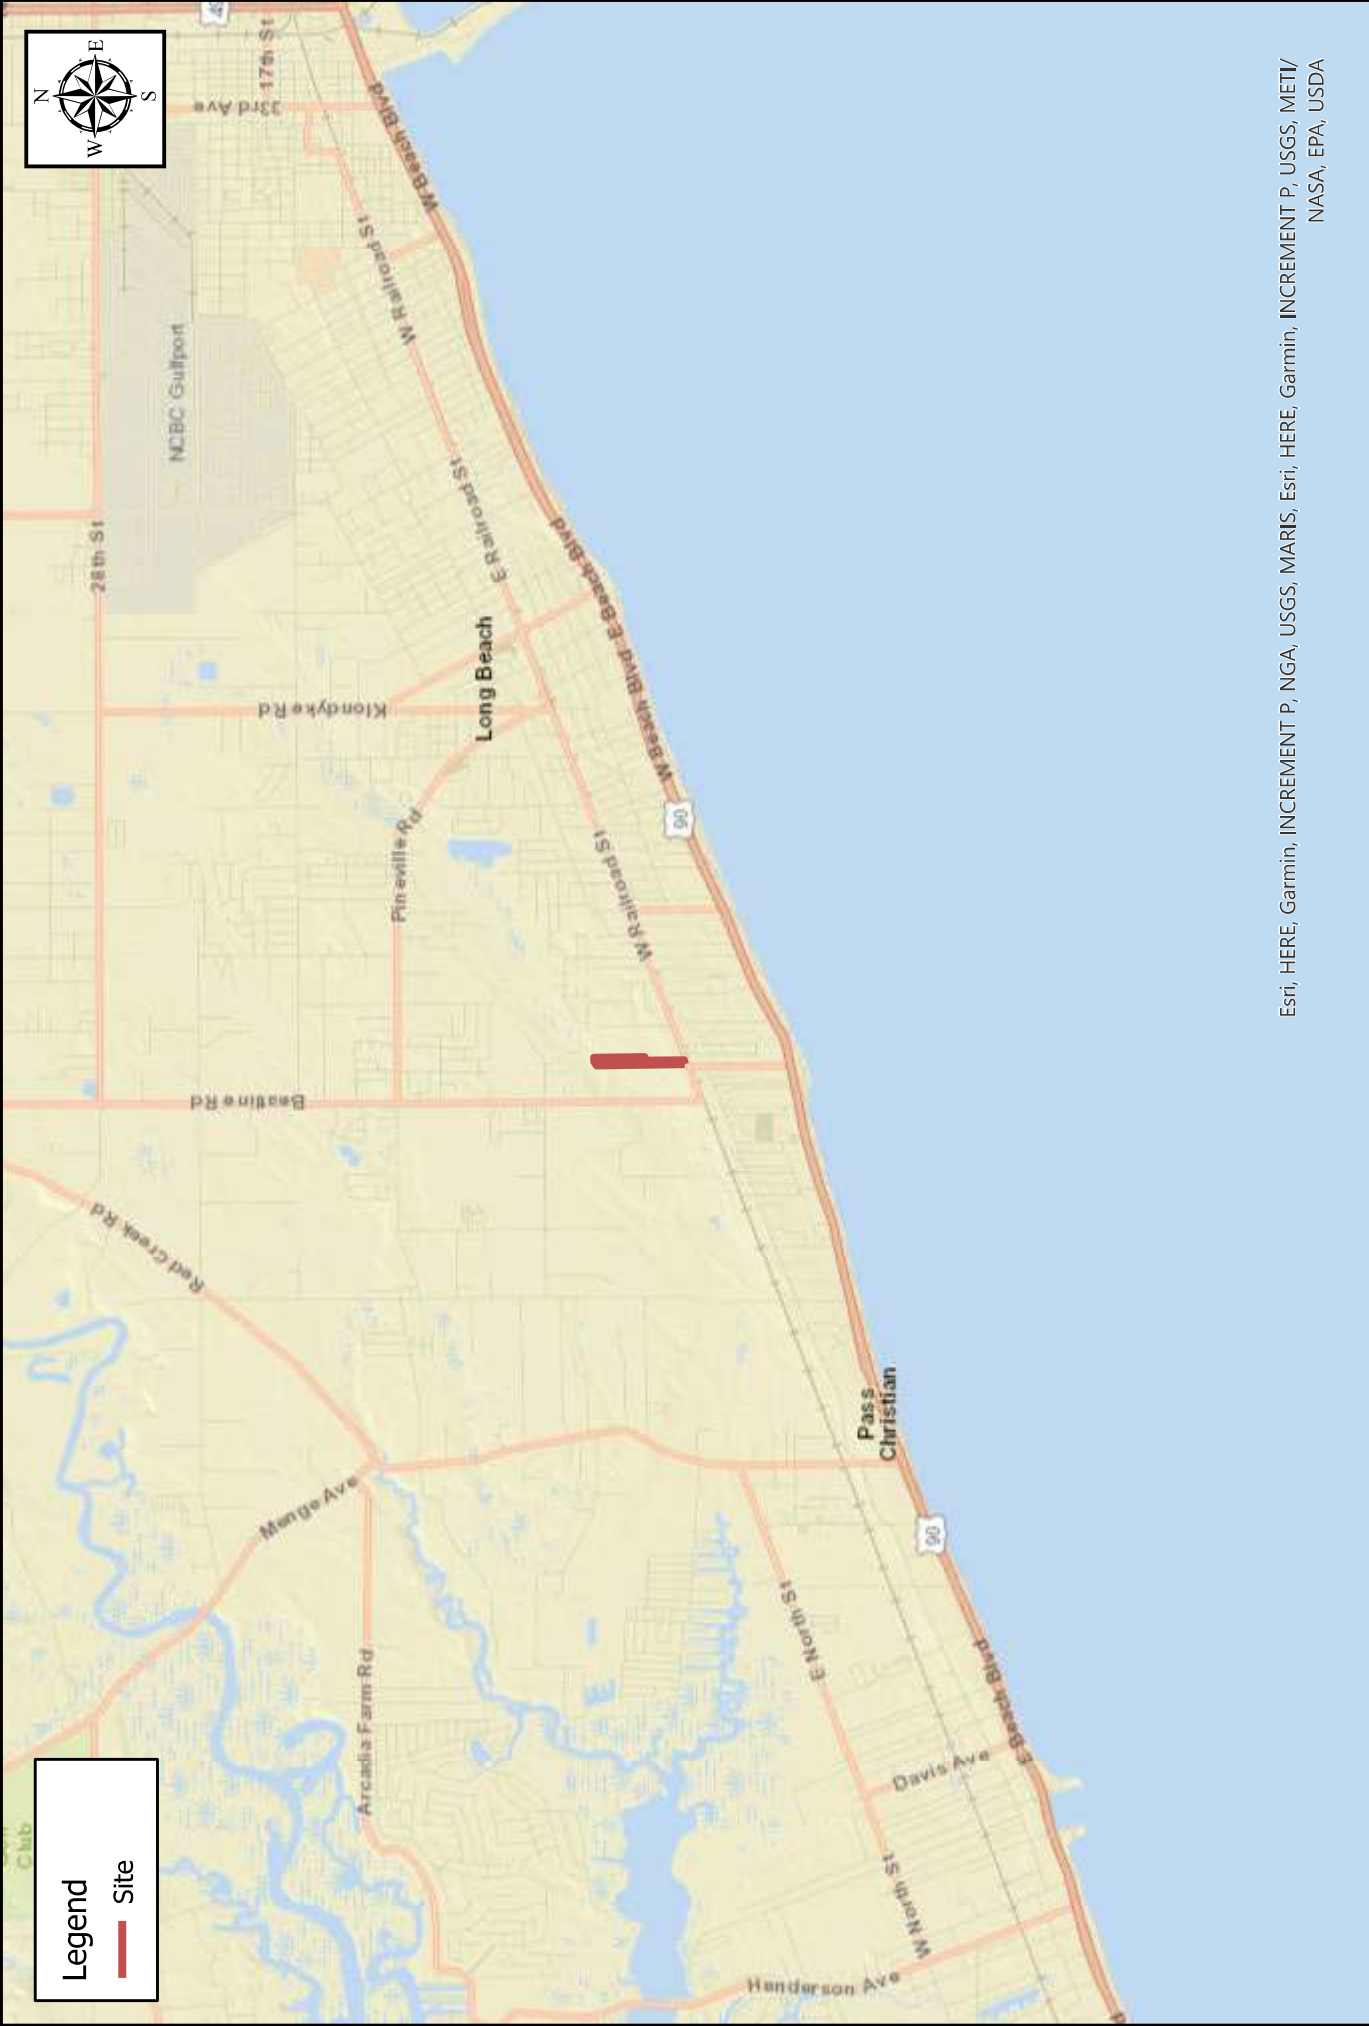 N
E
S
W
49
17th St
33rd Ave
W Beach Blvd
W Railroad St
NCBC Gulfport
28th St
E Railroad St
E Beach Blvd
Long Beach
Klondyke Rd
W Beach Blvd
90
Pineville Rd
W Railroad St
Beatline Rd
Red Creek Rd
Menge Ave
Pass
Christian
90
Arcadia Farm Rd
E North St
E Beach Blvd
Davis Ave
W North St
Henderson Ave
Club
Legend
Site
Esri, HERE, Garmin, INCREMENT P, NGA, USGS, MARIS, Esri, HERE, Garmin, INCREMENT P, USGS, METI/
NASA, EPA, USDA